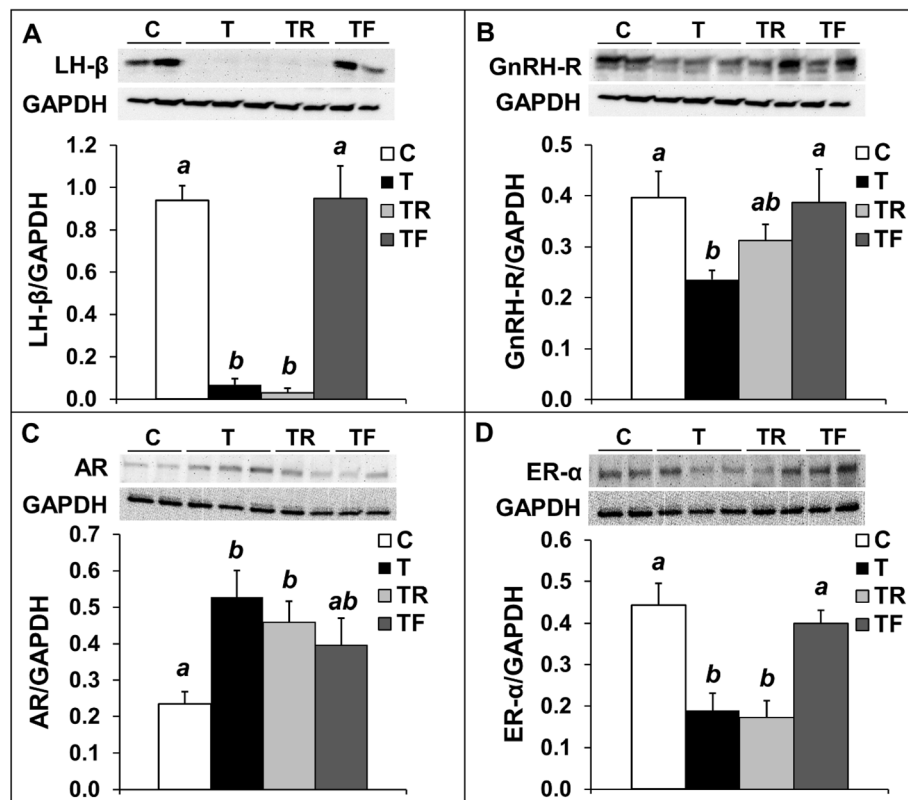 A
C T TR TF
LH-β
GAPDH
1.2
1.0
0.8
0.6
0.4
0.2
0.0
LH-β/GAPDH
a
b
b
a
C
T
TR
TF
B
C T TR TF
GnRH-R
GAPDH
0.5
0.4
0.3
0.2
0.1
0.0
GnRH-R/GAPDH
a
b
ab
a
C
T
TR
TF
C
C T TR TF
AR
GAPDH
0.7
0.6
0.5
0.4
0.3
0.2
0.1
0.0
AR/GAPDH
a
b
b
ab
C
T
TR
TF
D
C T TR TF
ER-α
GAPDH
0.6
0.5
0.4
0.3
0.2
0.1
0.0
ER-α/GAPDH
a
b
b
a
C
T
TR
TF